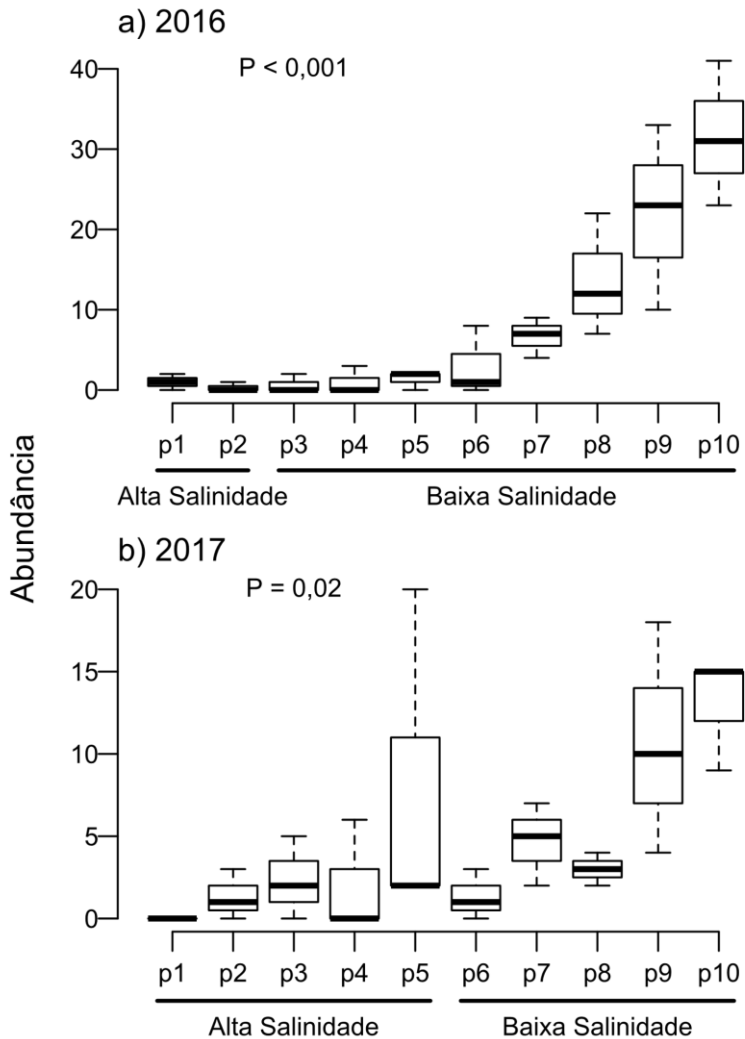 a) 2016
P < 0,001
40
30
20
10
0
p1 p2 p3 p4 p5 p6 p7 p8 p9 p10
Alta Salinidade Baixa Salinidade
Abundância
b) 2017
P = 0,02
20
15
10
5
0
p1 p2 p3 p4 p5 p6 p7 p8 p9 p10
Alta Salinidade Baixa Salinidade